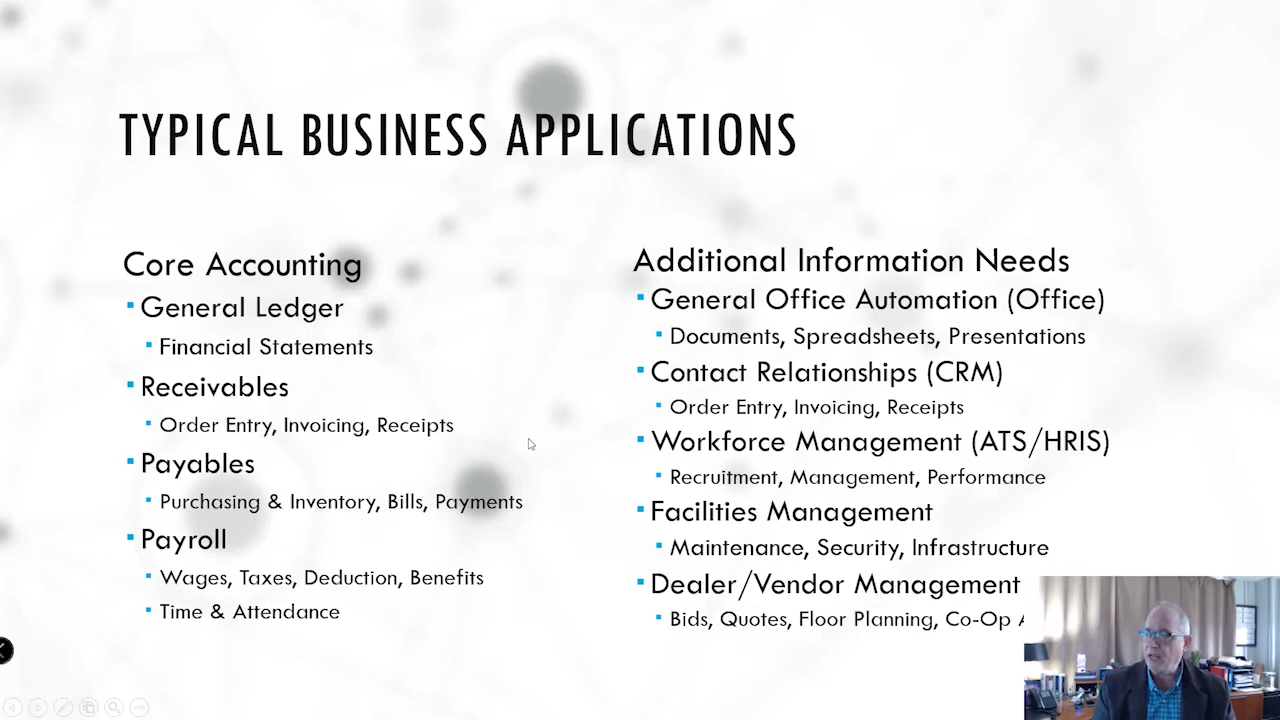 TYPICAL BUSINESS APPLICATIONS
Core Accounting
General Ledger
Financial Statements
Receivables
Order Entry, Invoicing, Receipts
Payables
Purchasing & Inventory, Bills, Payments
Payroll
Wages, Taxes, Deduction, Benefits
Time & Attendance
Additional Information Needs
General Office Automation (Office)
Documents, Spreadsheets, Presentations
Contact Relationships (CRM)
Order Entry, Invoicing, Receipts
Workforce Management (ATS/HRIS)
Recruitment, Management, Performance
Facilities Management
Maintenance, Security, Infrastructure
Dealer/Vendor Management
Bids, Quotes, Floor Planning, Co-Op